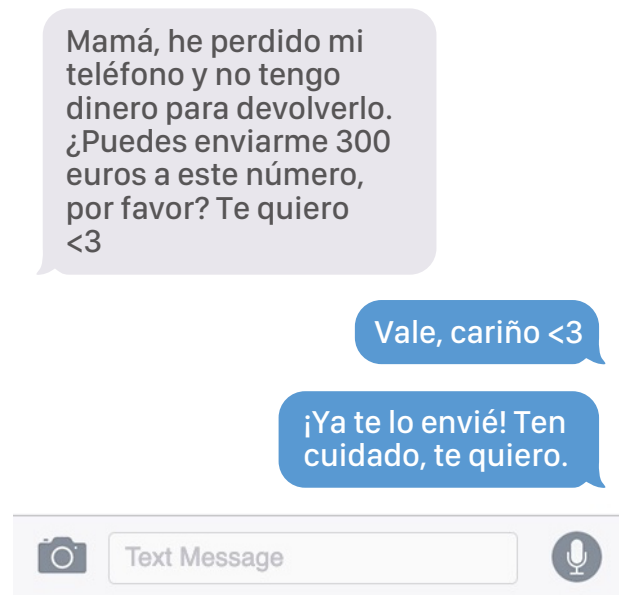 Mamá, he perdido mi
teléfono y no tengo
dinero para devolverlo.
¿Puedes enviarme 300
euros a este número,
por favor? Te quiero
<3
Vale, cariño <3
¡Ya te lo envié! Ten
cuidado, te quiero.
Text Message